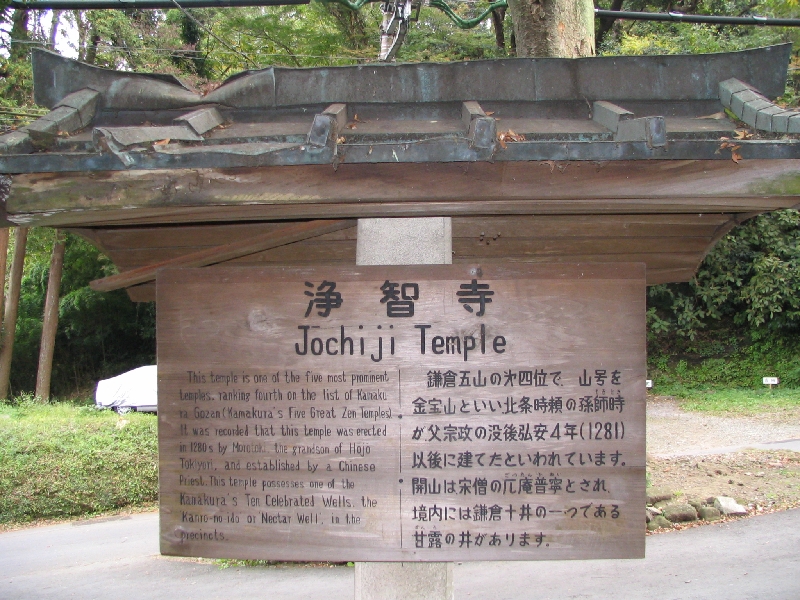 浄智寺
Jochiji Temple
This temple is one of the five most prominent
temples, ranking fourth on the list of Kamaku
ra Gozan (Kamakura's Five Great Zen Temples).
It was recorded that this temple was erected
in 1280s by Morotoki, the grandson of Hojo
Tokiyori, and established by a Chinese
Priest. This temple possesses one of the
Kamakura's Ten Celebrated Wells, the
Kanro-no-ido or Nectar Well, in the
precincts.
鎌倉五山の㐧四位で、山号を
金宝山といい北条時頼の孫師時
が父宗政の没後弘安4年(1281)
以後に建てたといわれています。
開山は宋僧の兀庵普寧とされ、
境内には鎌倉十井の一つである
甘露の井があります。